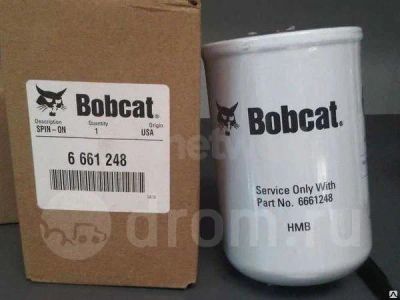 Bobcat®
Description Quantity Origin
SPIN-ON 1 USA
6 661 248
Bobcat®
Service Only With
Part No. 6661248
HMB
drom.ru